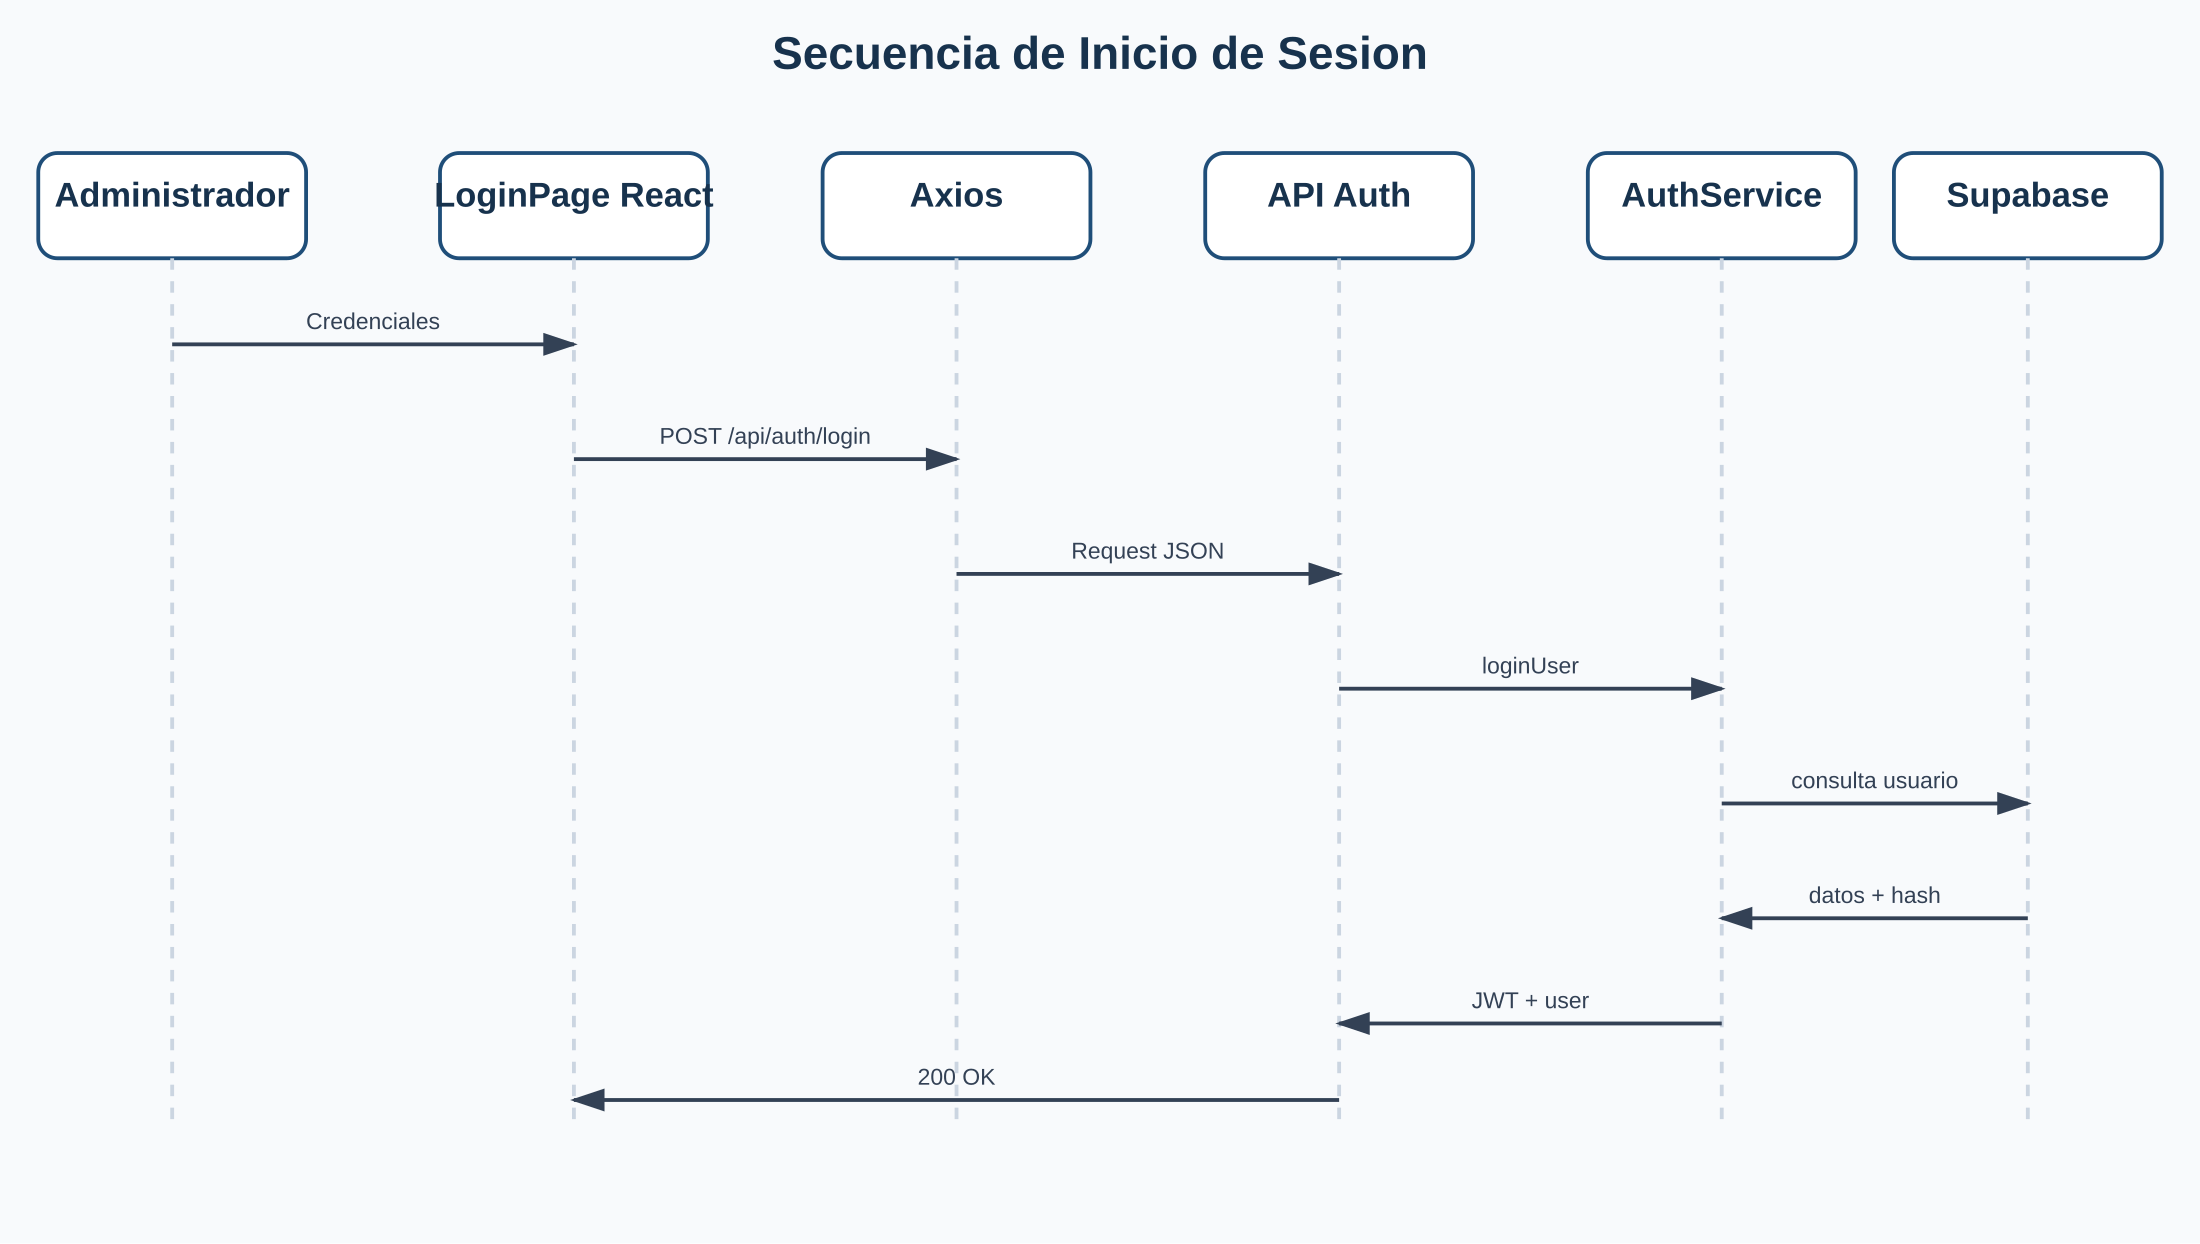 Secuencia de Inicio de Sesion
Administrador
LoginPage React
Axios
API Auth
AuthService
Supabase
Credenciales
POST /api/auth/login
Request JSON
loginUser
consulta usuario
datos + hash
JWT + user
200 OK